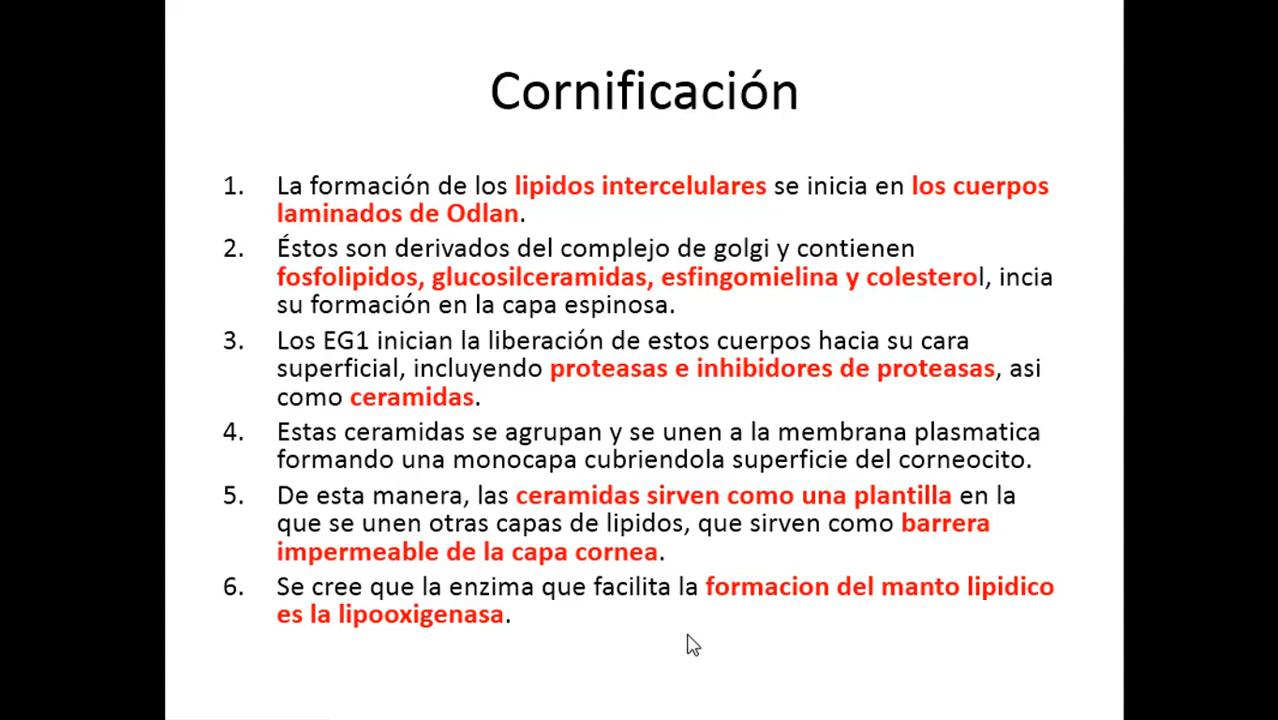 Cornificación
1. La formación de los lipidos intercelulares se inicia en los cuerpos
laminados de Odlan.
2. Éstos son derivados del complejo de golgi y contienen
fosfolipidos, glucosilceramidas, esfingomielina y colesterol, incia
su formación en la capa espinosa.
3. Los EG1 inician la liberación de estos cuerpos hacia su cara
superficial, incluyendo proteasas e inhibidores de proteasas, asi
como ceramidas.
4. Estas ceramidas se agrupan y se unen a la membrana plasmatica
formando una monocapa cubriendola superficie del corneocito.
5. De esta manera, las ceramidas sirven como una plantilla en la
que se unen otras capas de lipidos, que sirven como barrera
impermeable de la capa cornea.
6. Se cree que la enzima que facilita la formacion del manto lipidico
es la lipooxigenasa.